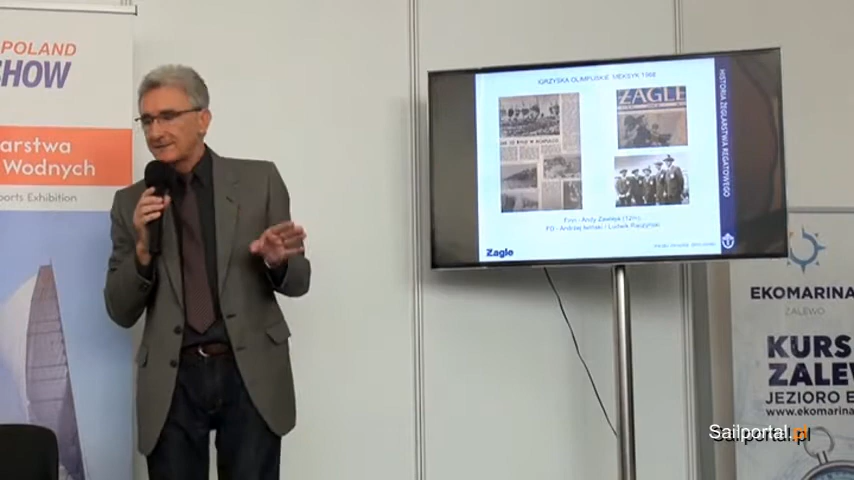 POLAND
SHOW
arstwa
Wodnych
orts Exhibition
IGRZYSKA OLIMPIJSKIE MEKSYK 1968
ŻAGLE
HISTORIA ŻEGLARSTWA REGATOWEGO
Finn - Andy Zawieja (12m)
FD - Andrzej Iwiński / Ludwik Raczyński
Żagle
EKOMARINA
ZALEWO
KURS
ZALEW
JEZIORO E
www.ekomarina
Sailportal.pl